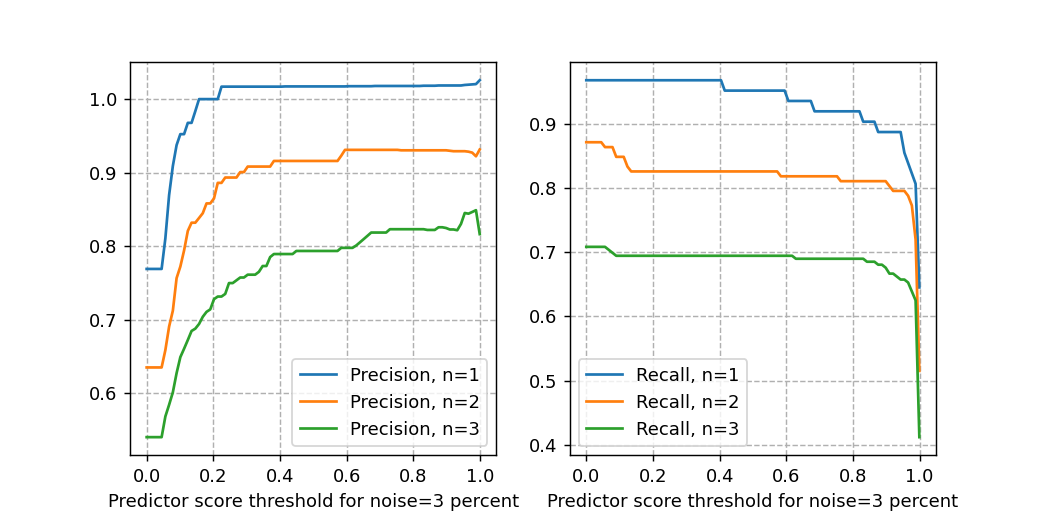 1.0
0.9
0.8
0.7
0.6
0.0 0.2 0.4 0.6 0.8 1.0
Precision, n=1
Precision, n=2
Precision, n=3
Predictor score threshold for noise=3 percent
0.9
0.8
0.7
0.6
0.5
0.4
0.0 0.2 0.4 0.6 0.8 1.0
Recall, n=1
Recall, n=2
Recall, n=3
Predictor score threshold for noise=3 percent